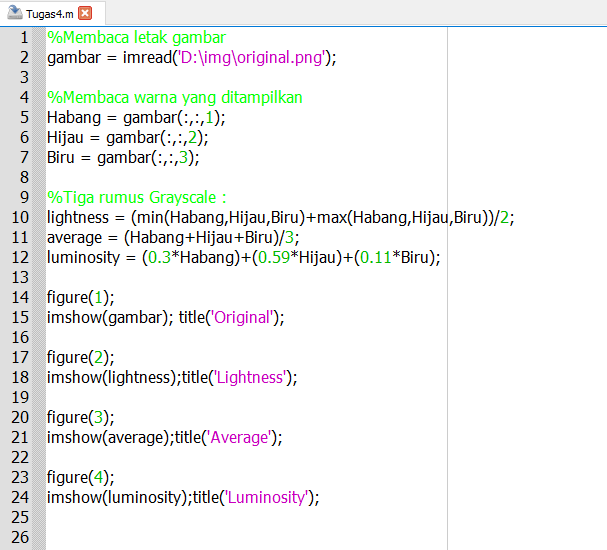 Tugas4.m
1 %Membaca letak gambar
2 gambar = imread('D:\img\original.png');
3
4 %Membaca warna yang ditampilkan
5 Habang = gambar(:,:,1);
6 Hijau = gambar(:,:,2);
7 Biru = gambar(:,:,3);
8
9 %Tiga rumus Grayscale :
10 lightness = (min(Habang,Hijau,Biru)+max(Habang,Hijau,Biru))/2;
11 average = (Habang+Hijau+Biru)/3;
12 luminosity = (0.3*Habang)+(0.59*Hijau)+(0.11*Biru);
13
14 figure(1);
15 imshow(gambar); title('Original');
16
17 figure(2);
18 imshow(lightness);title('Lightness');
19
20 figure(3);
21 imshow(average);title('Average');
22
23 figure(4);
24 imshow(luminosity);title('Luminosity');
25
26